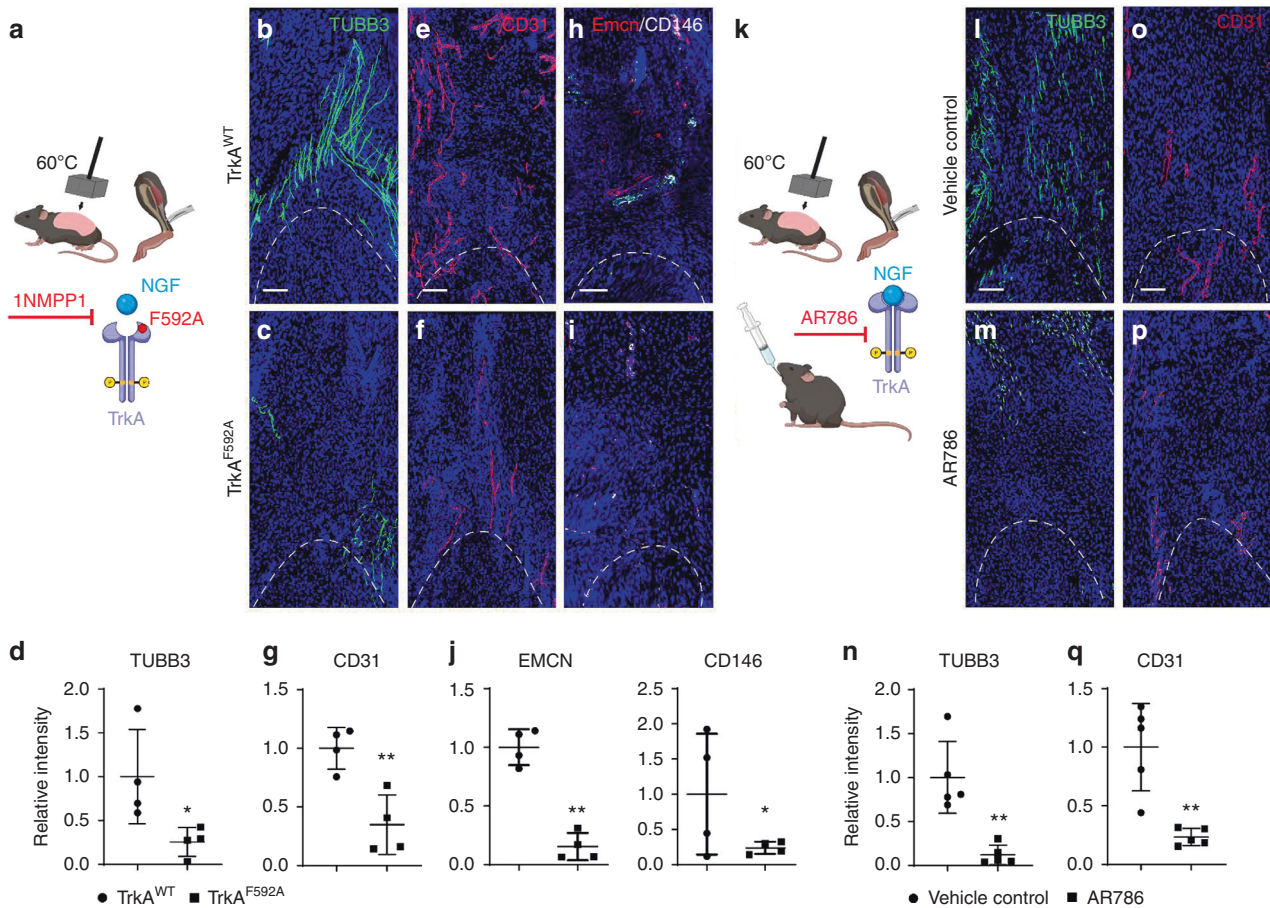 a
b TUBB3
e CD31
h Emcn/CD146
k
l TUBB3
o CD31
TrkA^WT
Vehicle control
60°C
60°C
1NMPP1
NGF
F592A
P P
TrkA
c
f
i
TrkA^F592A
NGF
AR786
P P
TrkA
m
p
AR786
d TUBB3
Relative intensity
2.0
1.5
1.0
0.5
0.0
*
g CD31
1.5
1.0
0.5
0
**
j EMCN
1.5
1.0
0.5
0
**
CD146
2.5
2.0
1.5
1.0
0.5
0
*
n TUBB3
Relative intensity
2.0
1.5
1.0
0.5
0.0
**
q CD31
1.5
1.0
0.5
0
**
● TrkA^WT ■ TrkA^F592A
● Vehicle control ■ AR786